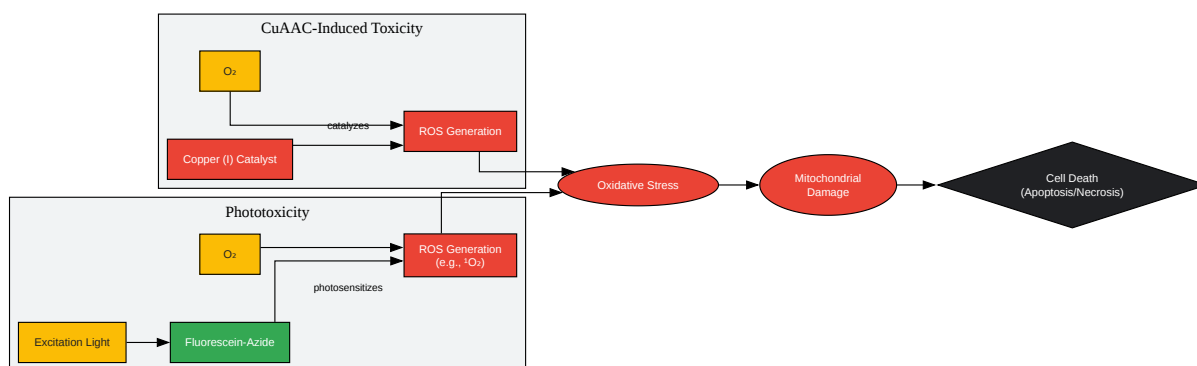 CuAAC-Induced Toxicity
O₂
catalyzes
ROS Generation
Copper (I) Catalyst
Oxidative Stress
Mitochondrial
Damage
Cell Death
(Apoptosis/Necrosis)
Phototoxicity
O₂
ROS Generation
(e.g., ¹O₂)
photosensitizes
Excitation Light
Fluorescein-Azide